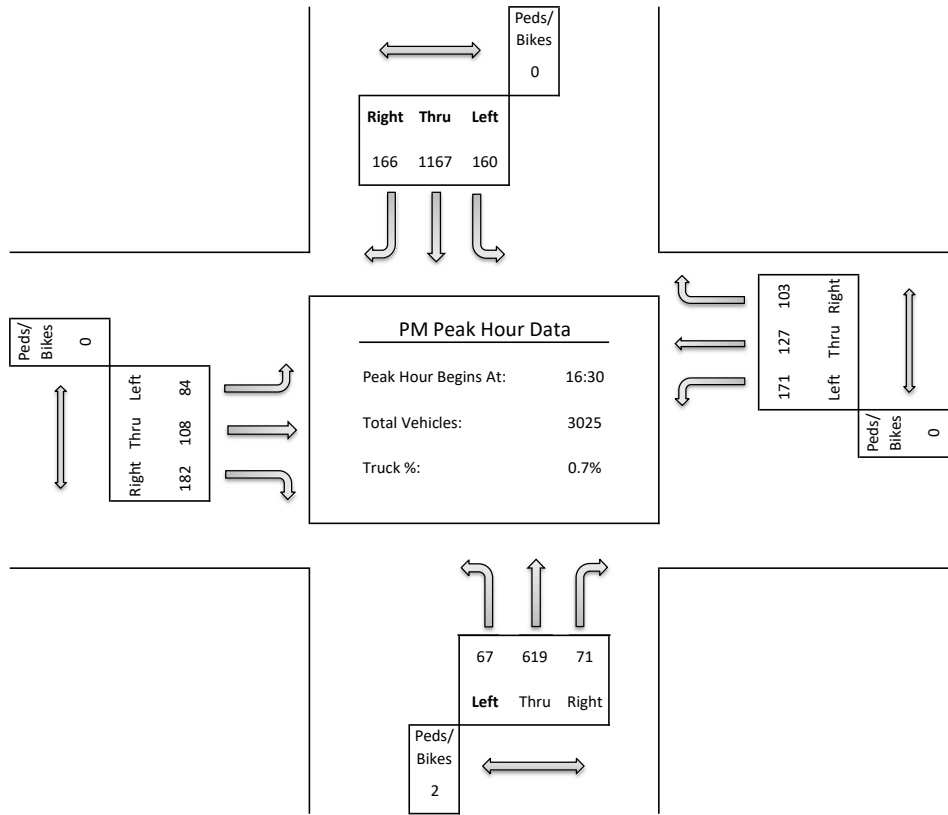 Peds/
Bikes
0
Right Thru Left
166 1167 160
Peds/
Bikes
0
Left
84
Thru
108
Right
182
PM Peak Hour Data
Peak Hour Begins At: 16:30
Total Vehicles: 3025
Truck %: 0.7%
103
Right
127
Thru
171
Left
Peds/
Bikes
0
67 619 71
Left Thru Right
Peds/
Bikes
2